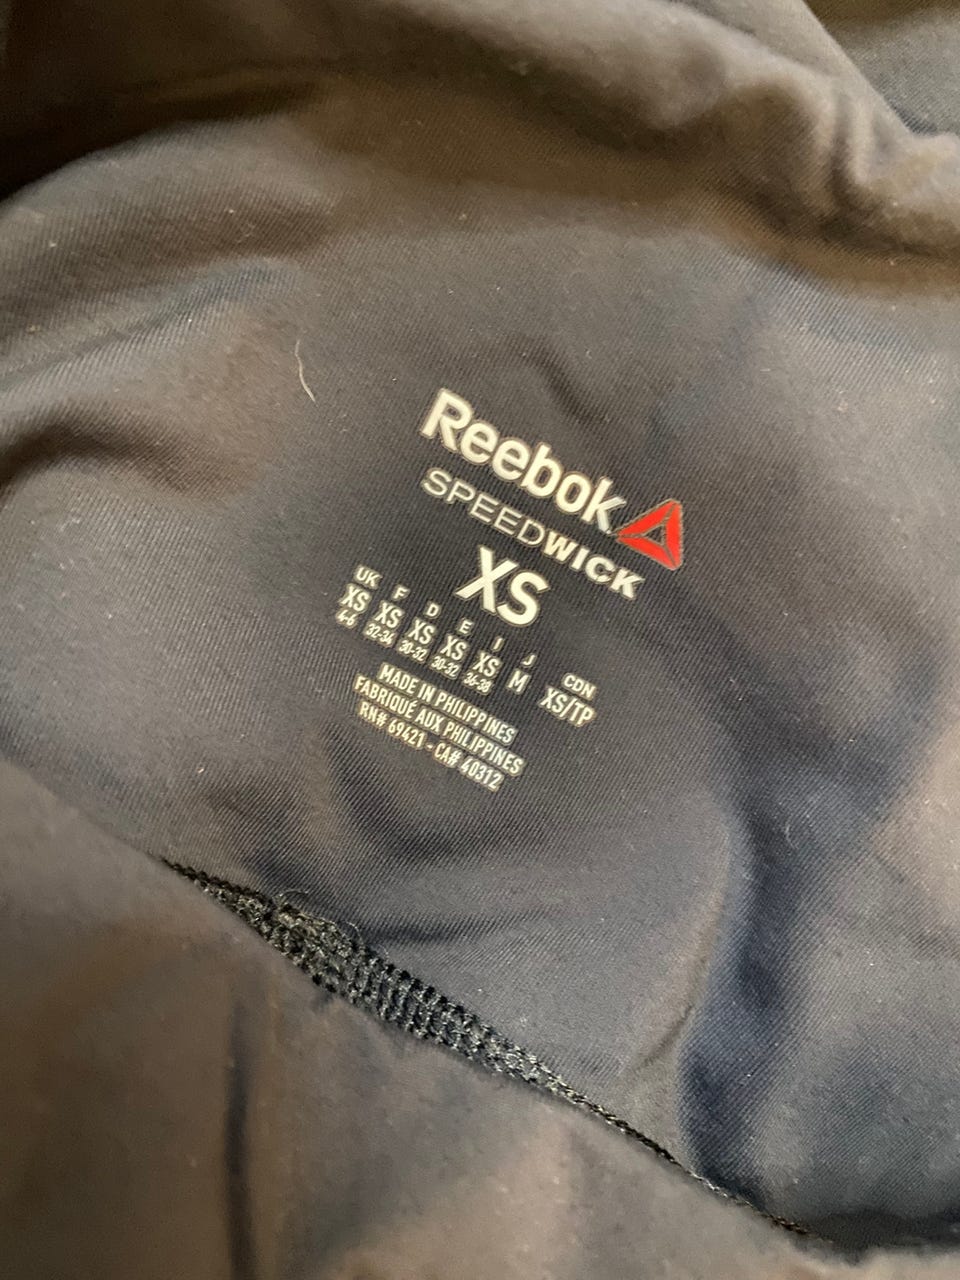 Reebok
SPEEDWICK
XS
UK F D E I J CDN
XS XS XS XS XS M XS/TP
4-6 32-34 30-32 30-32 36-38
MADE IN PHILIPPINES
FABRIQUÉ AUX PHILIPPINES
RN# 69421 - CA# 40312